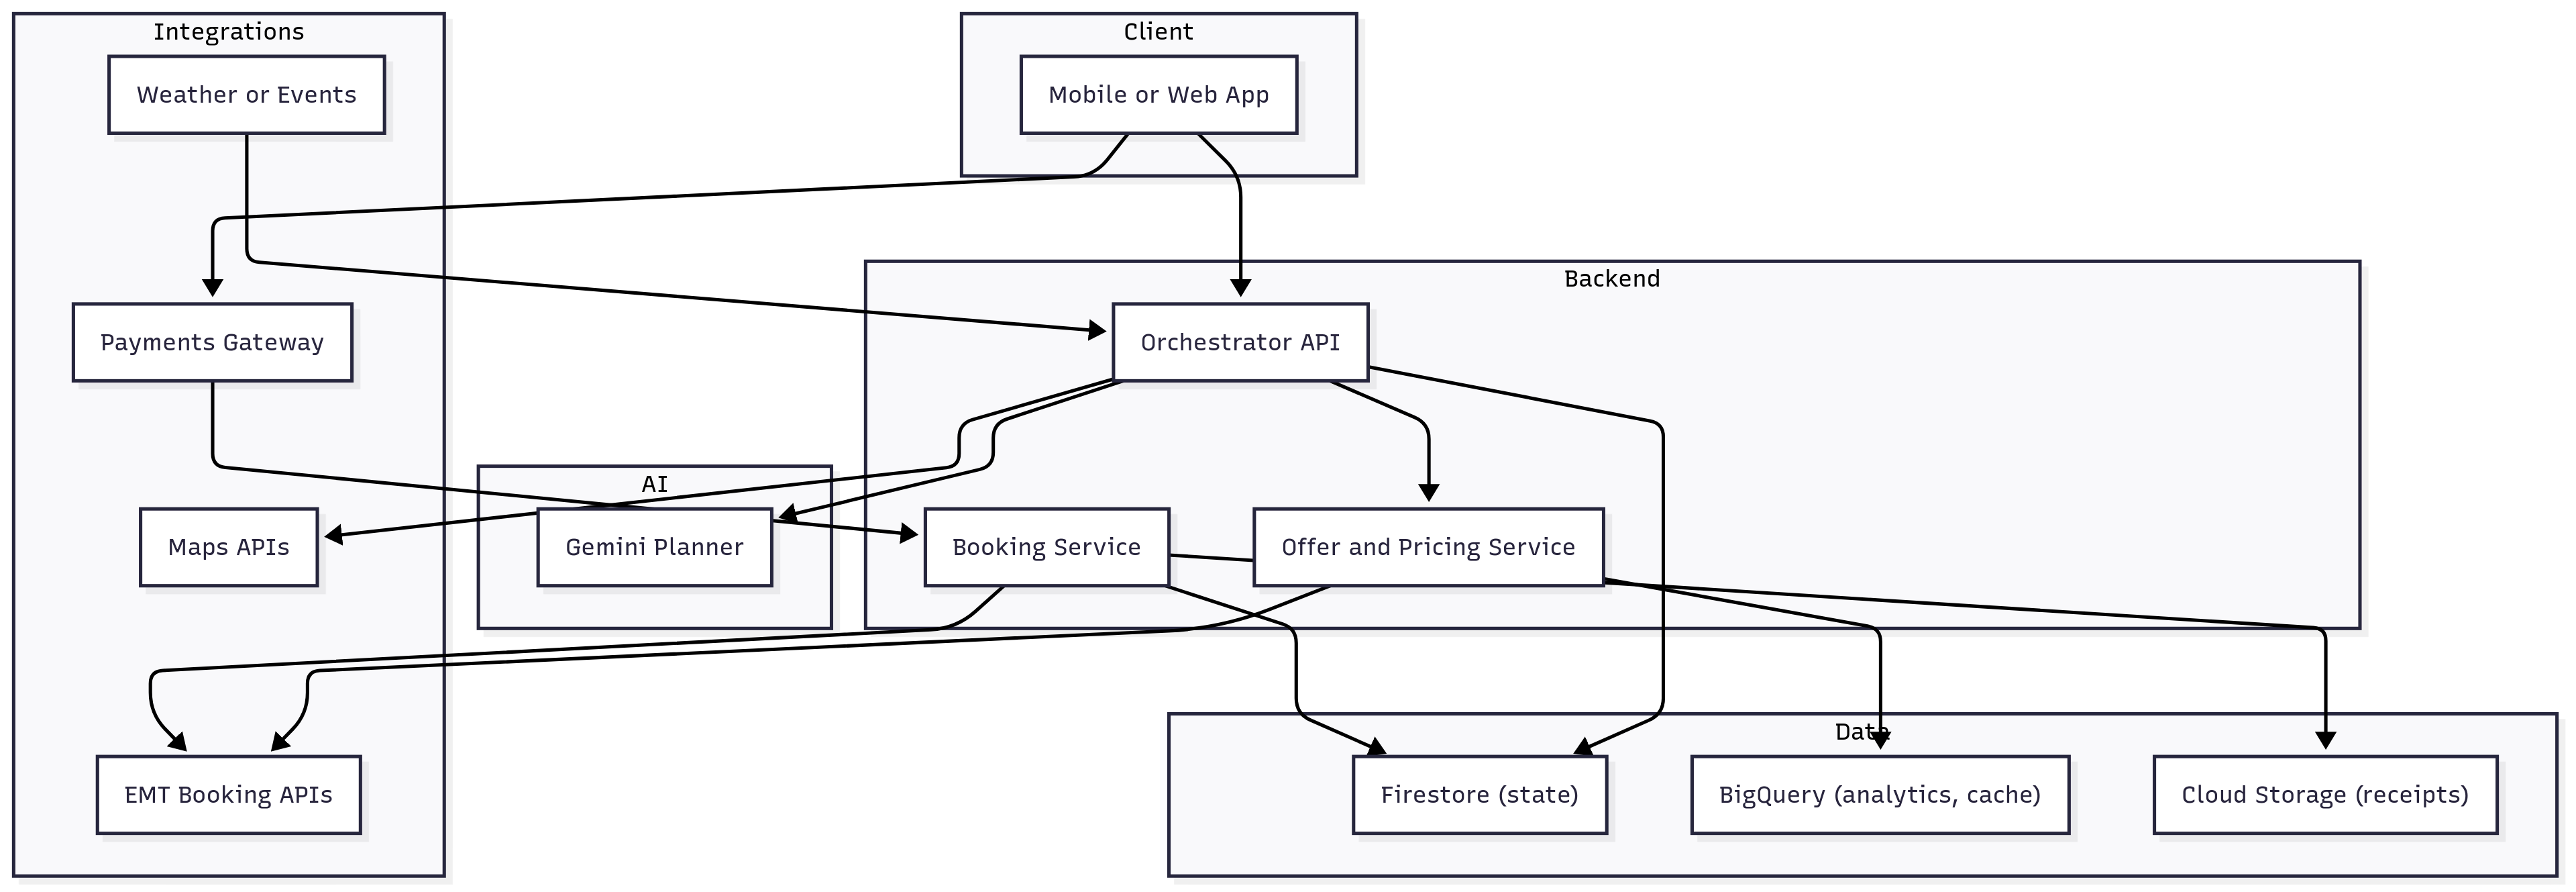 Integrations
Weather or Events
Payments Gateway
Maps APIs
EMT Booking APIs
Client
Mobile or Web App
Backend
Orchestrator API
Booking Service
Offer and Pricing Service
AI
Gemini Planner
Data
Firestore (state)
BigQuery (analytics, cache)
Cloud Storage (receipts)